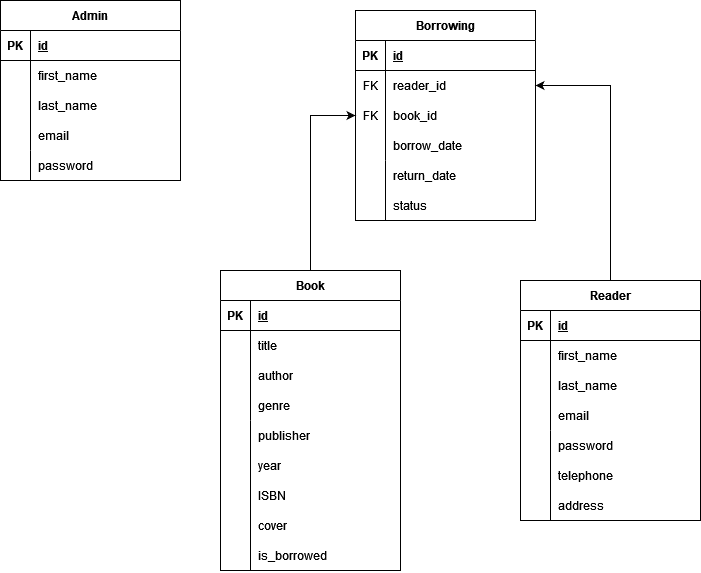 Admin
PK id
first_name
last_name
email
password
Borrowing
PK id
FK reader_id
FK book_id
borrow_date
return_date
status
Book
PK id
title
author
genre
publisher
year
ISBN
cover
is_borrowed
Reader
PK id
first_name
last_name
email
password
telephone
address